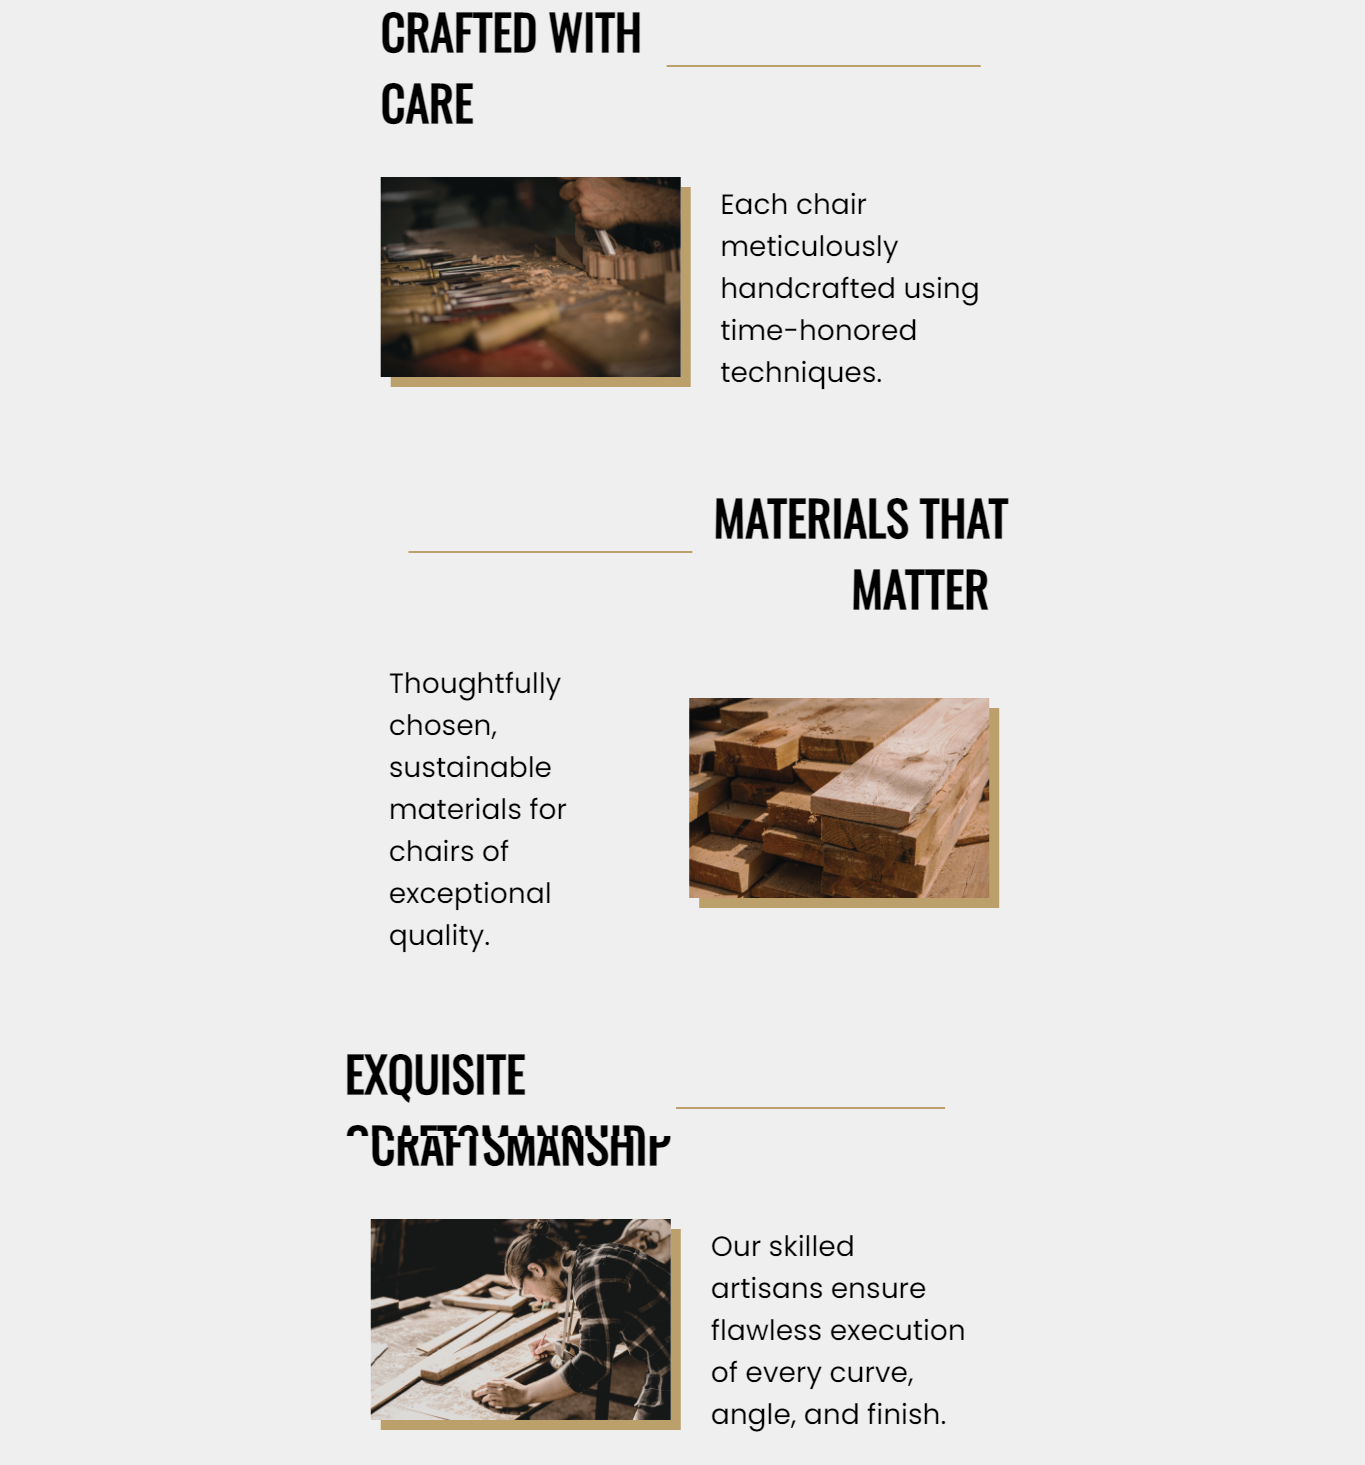 CRAFTED WITH
CARE
Each chair
meticulously
handcrafted using
time-honored
techniques.
MATERIALS THAT
MATTER
Thoughtfully
chosen,
sustainable
materials for
chairs of
exceptional
quality.
EXQUISITE
CRAFTSMANSHIP
Our skilled
artisans ensure
flawless execution
of every curve,
angle, and finish.